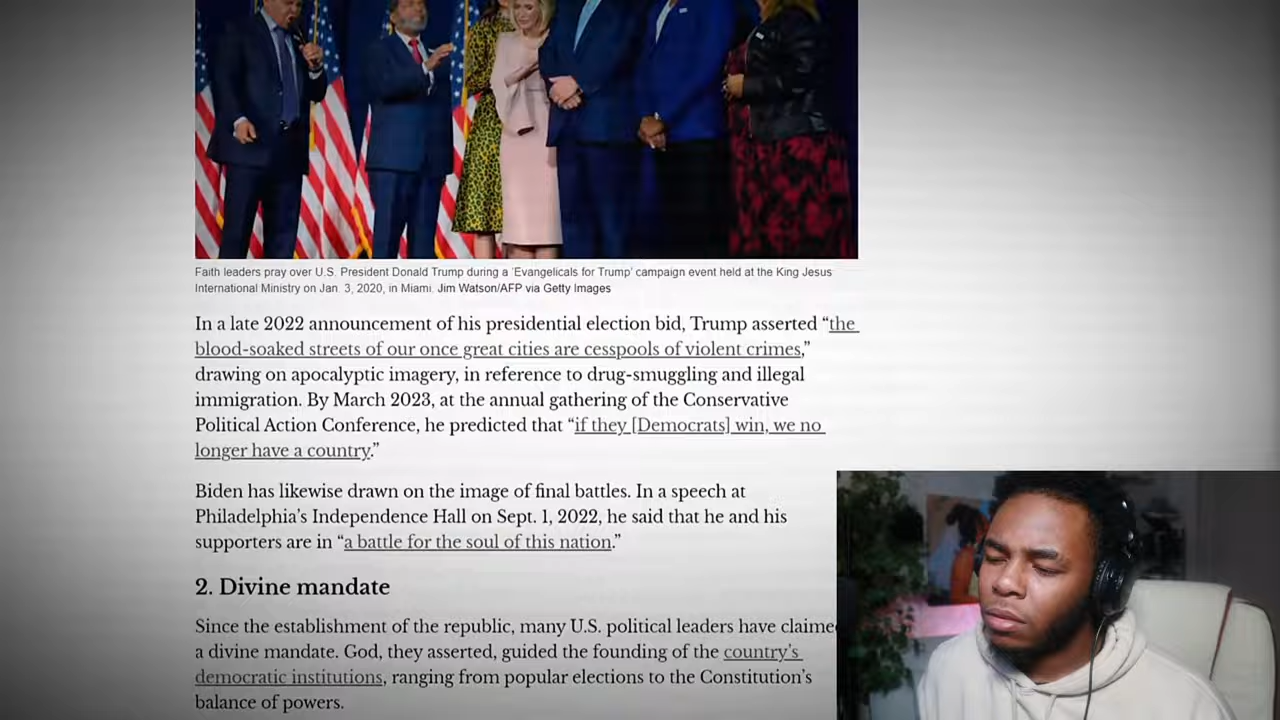 Faith leaders pray over U.S. President Donald Trump during a 'Evangelicals for Trump' campaign event held at the King Jesus
International Ministry on Jan. 3, 2020, in Miami. Jim Watson/AFP via Getty Images
In a late 2022 announcement of his presidential election bid, Trump asserted “the
blood-soaked streets of our once great cities are cesspools of violent crimes,”
drawing on apocalyptic imagery, in reference to drug-smuggling and illegal
immigration. By March 2023, at the annual gathering of the Conservative
Political Action Conference, he predicted that “if they [Democrats] win, we no
longer have a country.”
Biden has likewise drawn on the image of final battles. In a speech at
Philadelphia’s Independence Hall on Sept. 1, 2022, he said that he and his
supporters are in “a battle for the soul of this nation.”
2. Divine mandate
Since the establishment of the republic, many U.S. political leaders have claimed
a divine mandate. God, they asserted, guided the founding of the country’s
democratic institutions, ranging from popular elections to the Constitution’s
balance of powers.